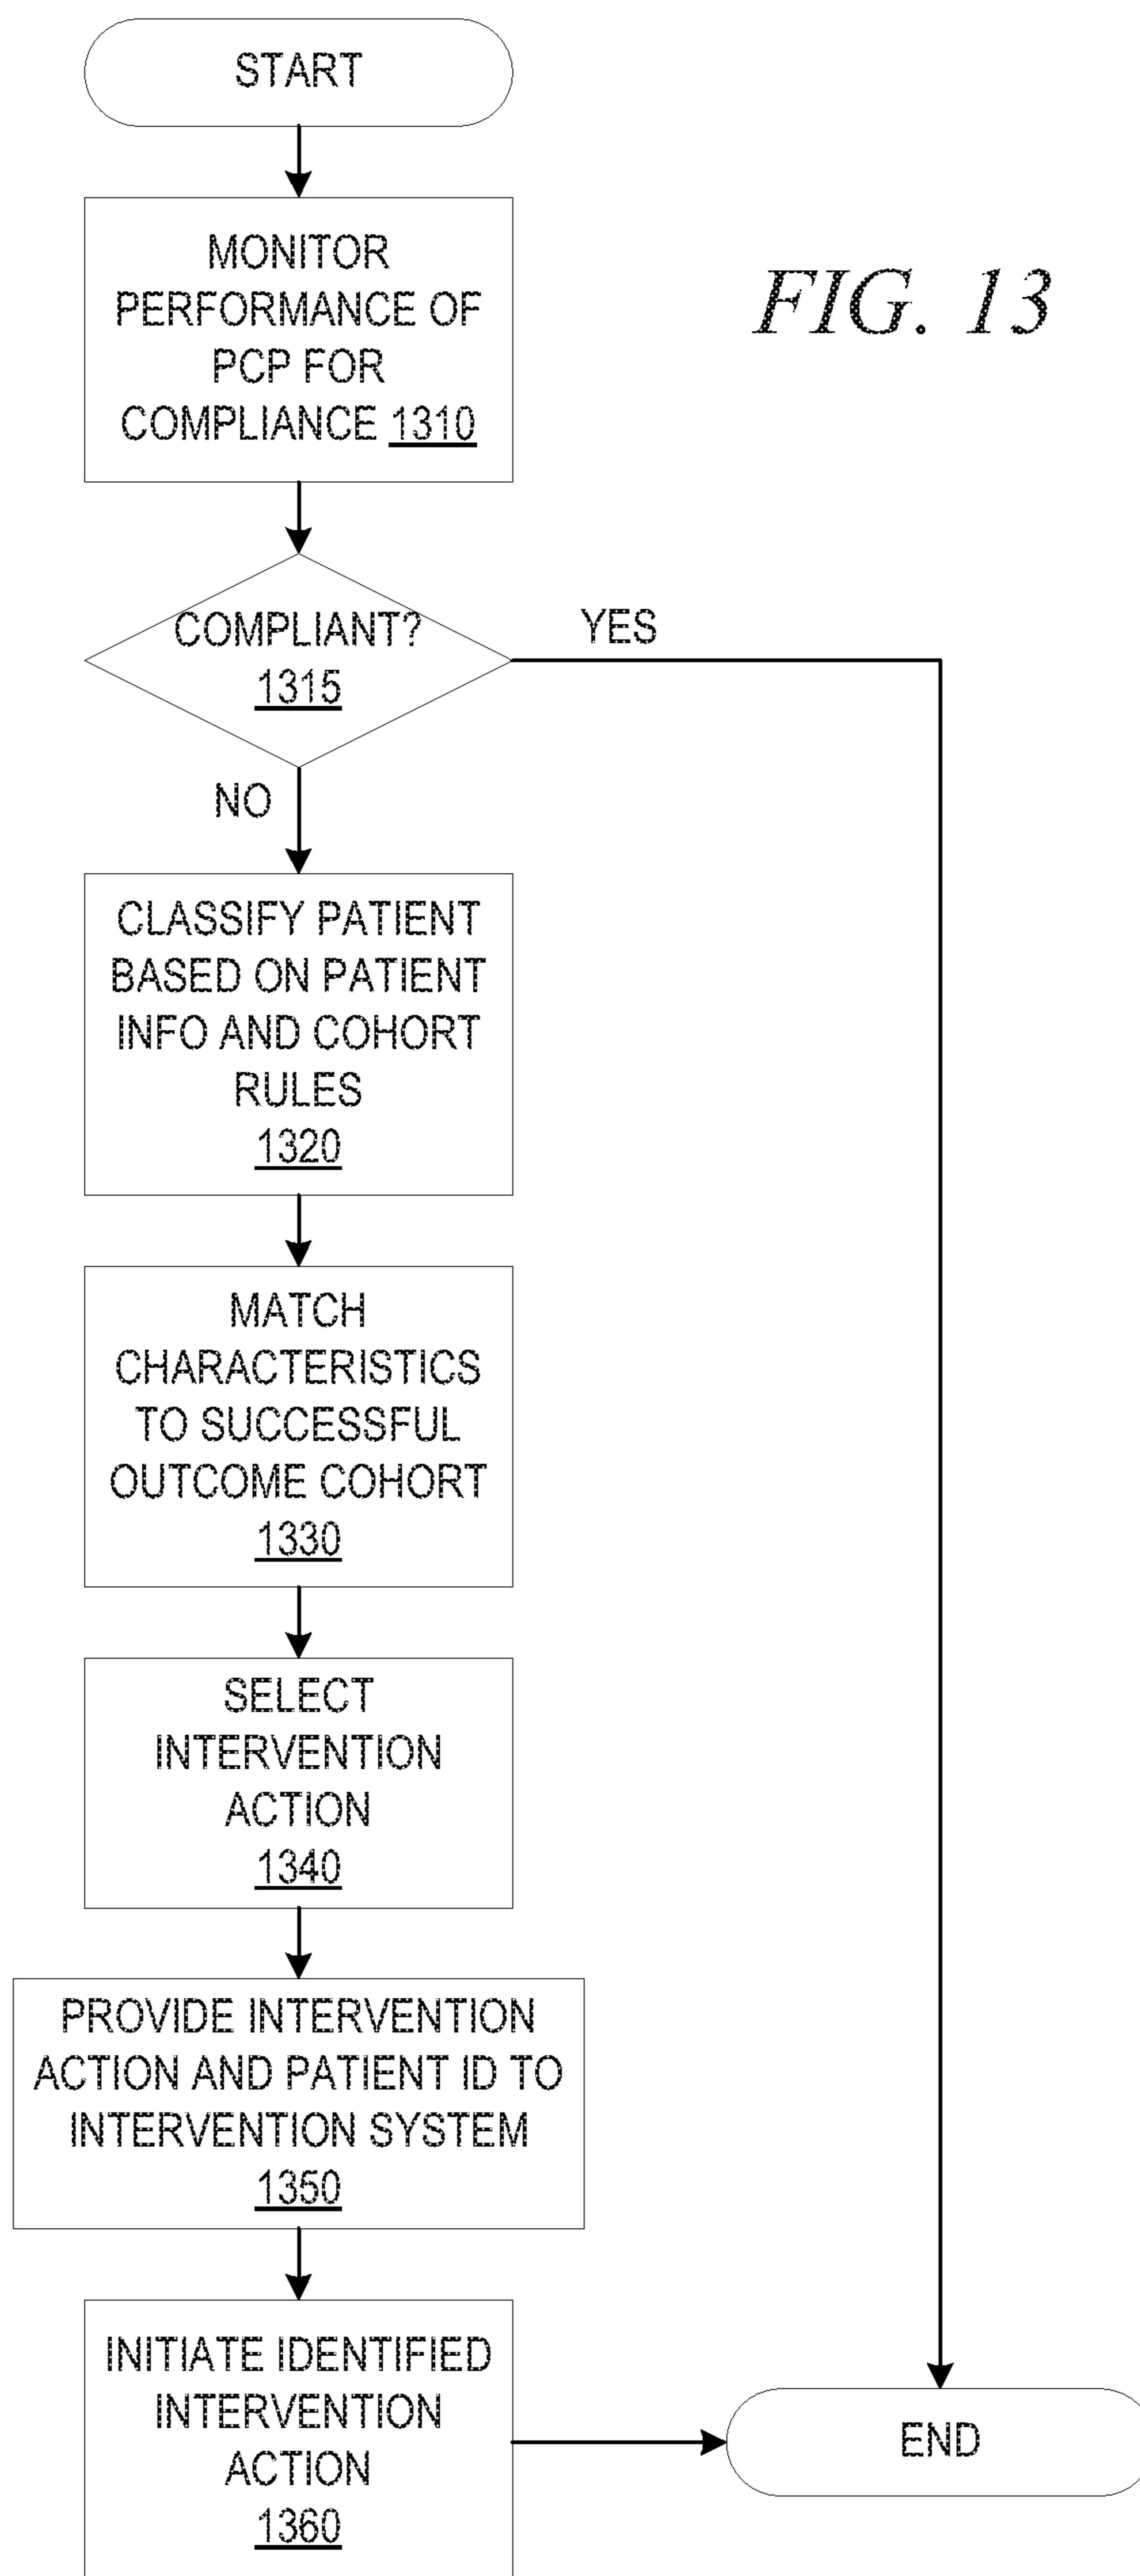 START
MONITOR
PERFORMANCE OF
PCP FOR
COMPLIANCE 1310
FIG. 13
COMPLIANT?
1315
YES
NO
CLASSIFY PATIENT
BASED ON PATIENT
INFO AND COHORT
RULES
1320
MATCH
CHARACTERISTICS
TO SUCCESSFUL
OUTCOME COHORT
1330
SELECT
INTERVENTION
ACTION
1340
PROVIDE INTERVENTION
ACTION AND PATIENT ID TO
INTERVENTION SYSTEM
1350
INITIATE IDENTIFIED
INTERVENTION
ACTION
1360
END